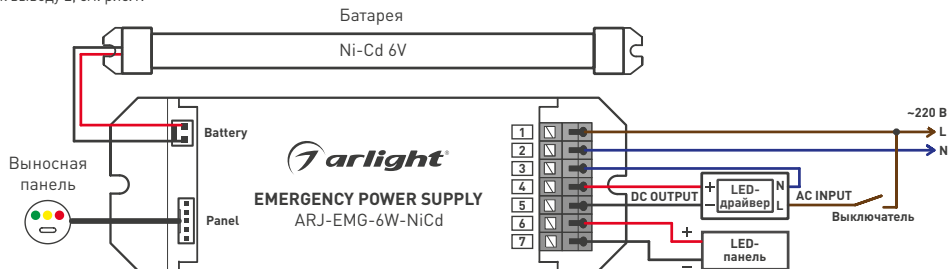 Батарея
Ni-Cd 6V
~220 В
L
N
Battery
Выносная
панель
Panel
arlight®
EMERGENCY POWER SUPPLY
ARJ-EMG-6W-NiCd
1
2
3
4
5
6
7
DC OUTPUT
+
−
LED-
драйвер
N
L
AC INPUT
Выключатель
+
−
LED-
панель